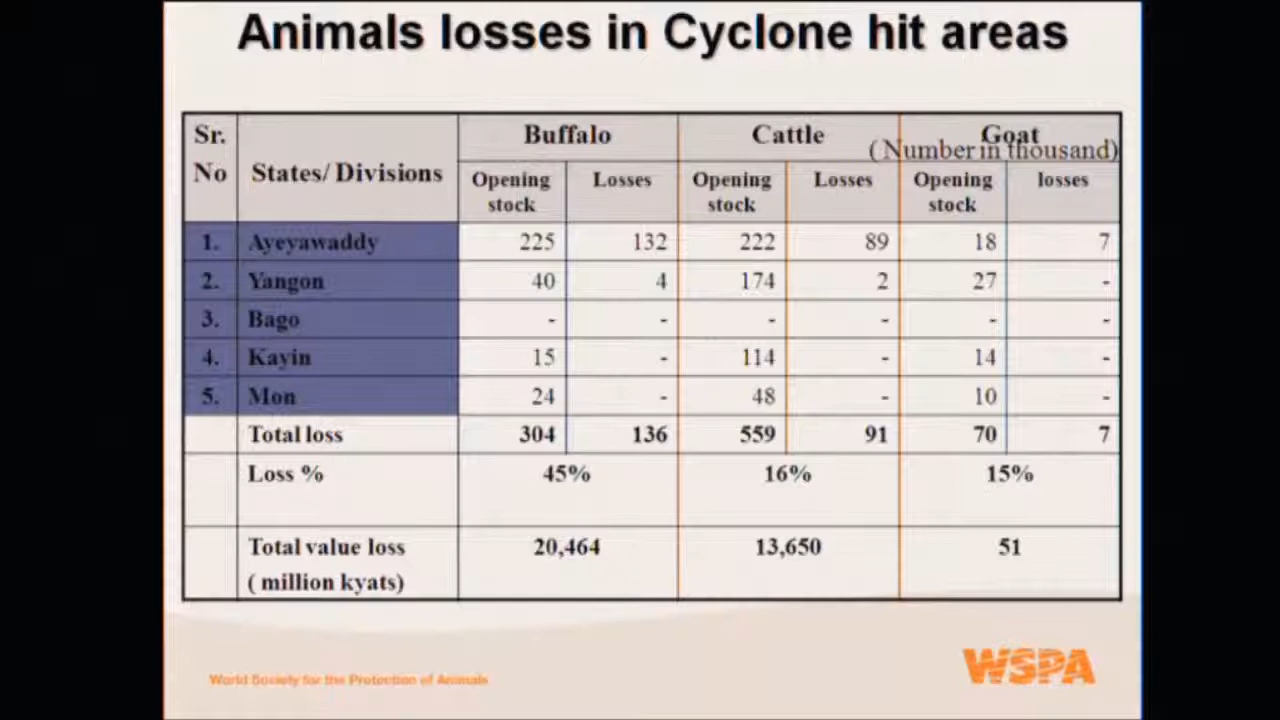 Animals losses in Cyclone hit areas
Sr. No States/ Divisions Buffalo Cattle Goat
( Number in thousand)
Opening stock Losses Opening stock Losses Opening stock losses
1. Ayeyawaddy 225 132 222 89 18 7
2. Yangon 40 4 174 2 27 -
3. Bago - - - - - -
4. Kayin 15 - 114 - 14 -
5. Mon 24 - 48 - 10 -
Total loss 304 136 559 91 70 7
Loss % 45% 16% 15%
Total value loss 20,464 13,650 51
( million kyats)
World Society for the Protection of Animals
WSPA